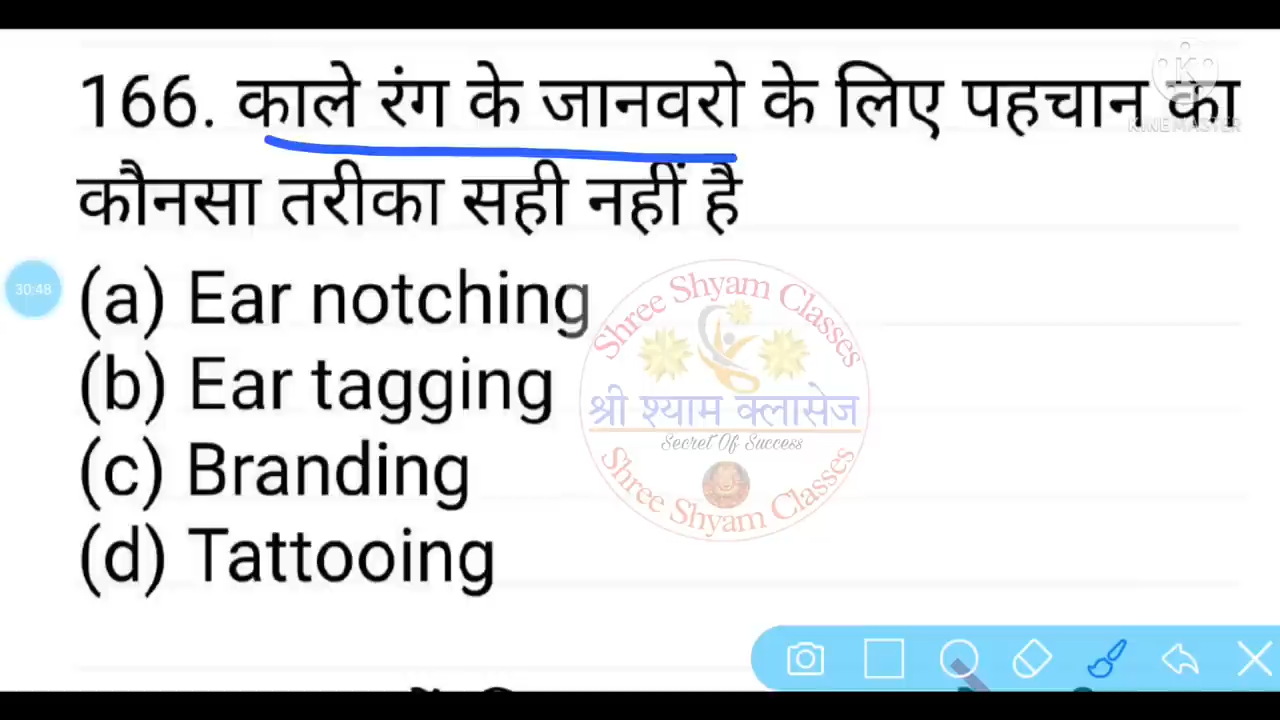 166. काले रंग के जानवरो के लिए पहचान का
कौनसा तरीका सही नहीं है
(a) Ear notching
(b) Ear tagging
(c) Branding
(d) Tattooing
30:48
KINEMASTER
Shree Shyam Classes
श्री श्याम क्लासेज
Secret Of Success
Shree Shyam Classes